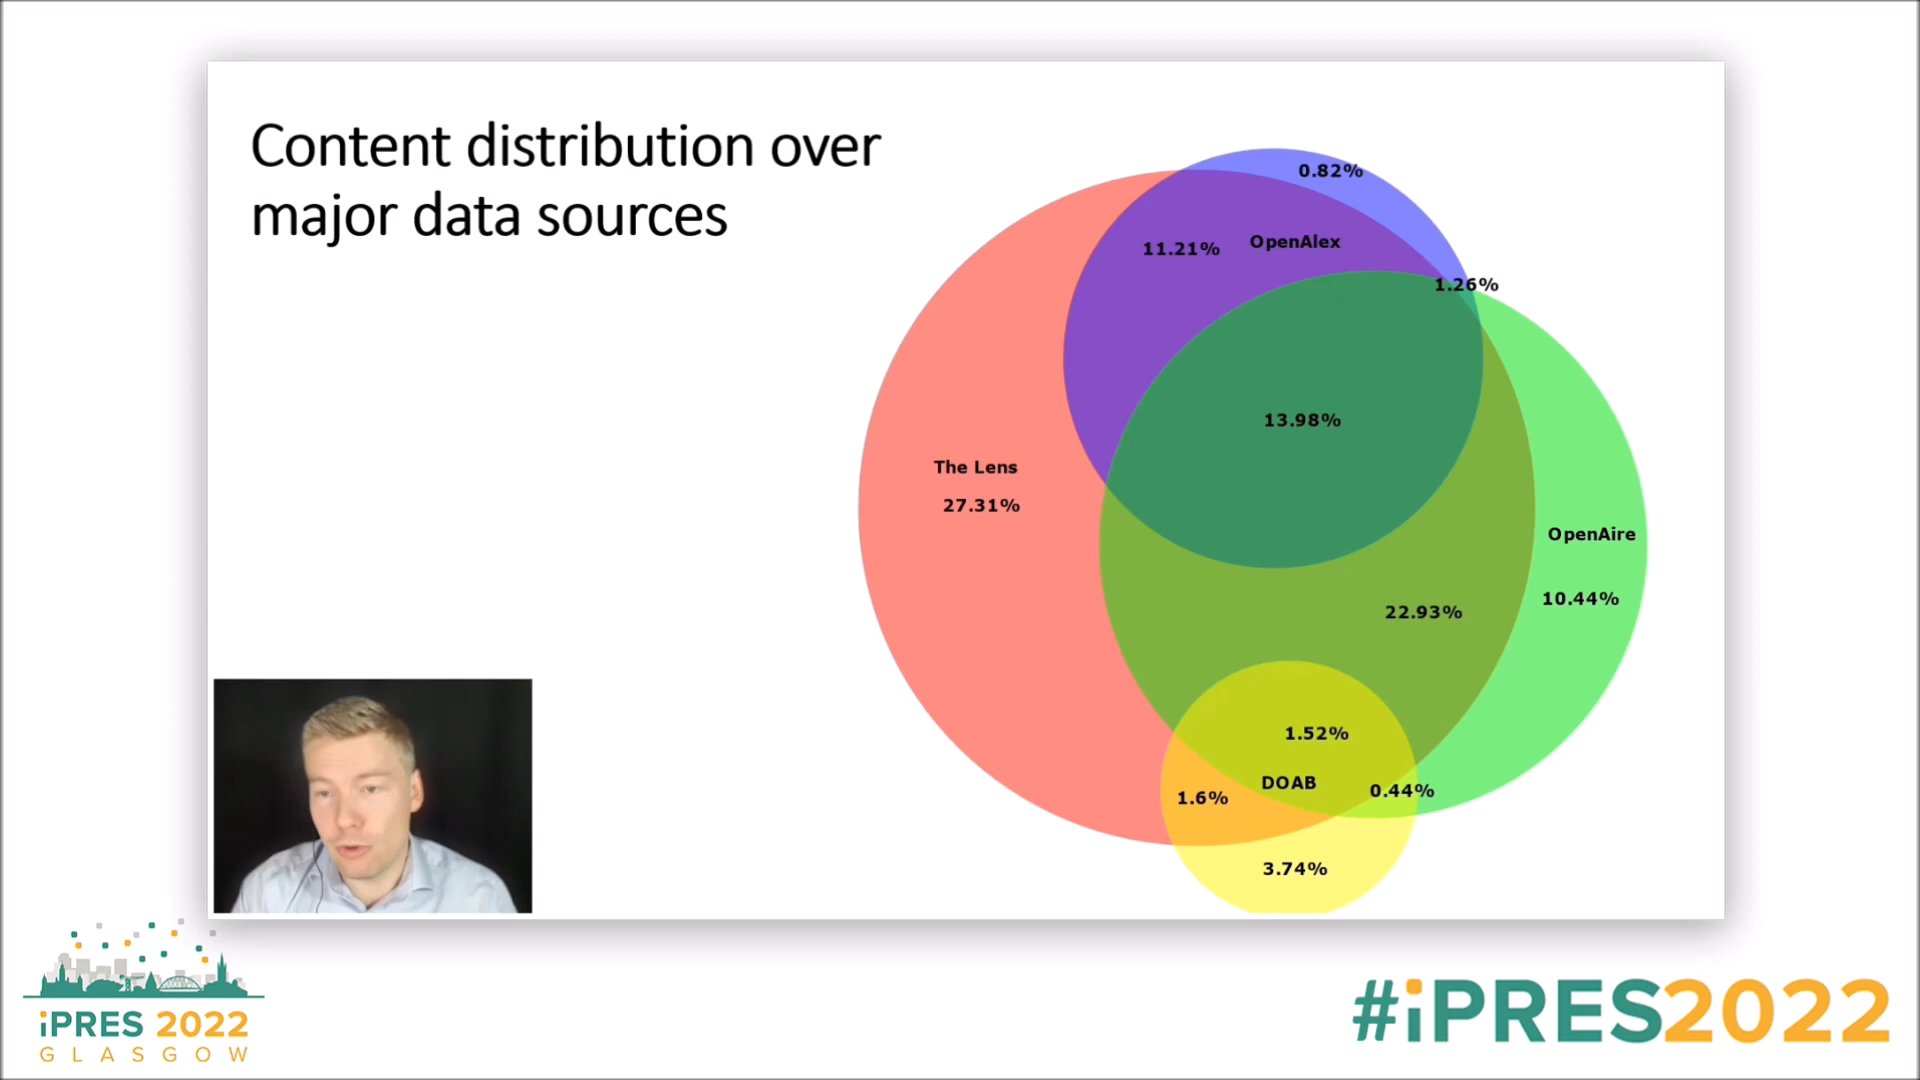 Content distribution over
major data sources
0.82%
11.21%
OpenAlex
1.26%
13.98%
The Lens
27.31%
OpenAire
10.44%
22.93%
1.52%
DOAB
1.6%
0.44%
3.74%
iPRES 2022
GLASGOW
#iPRES2022